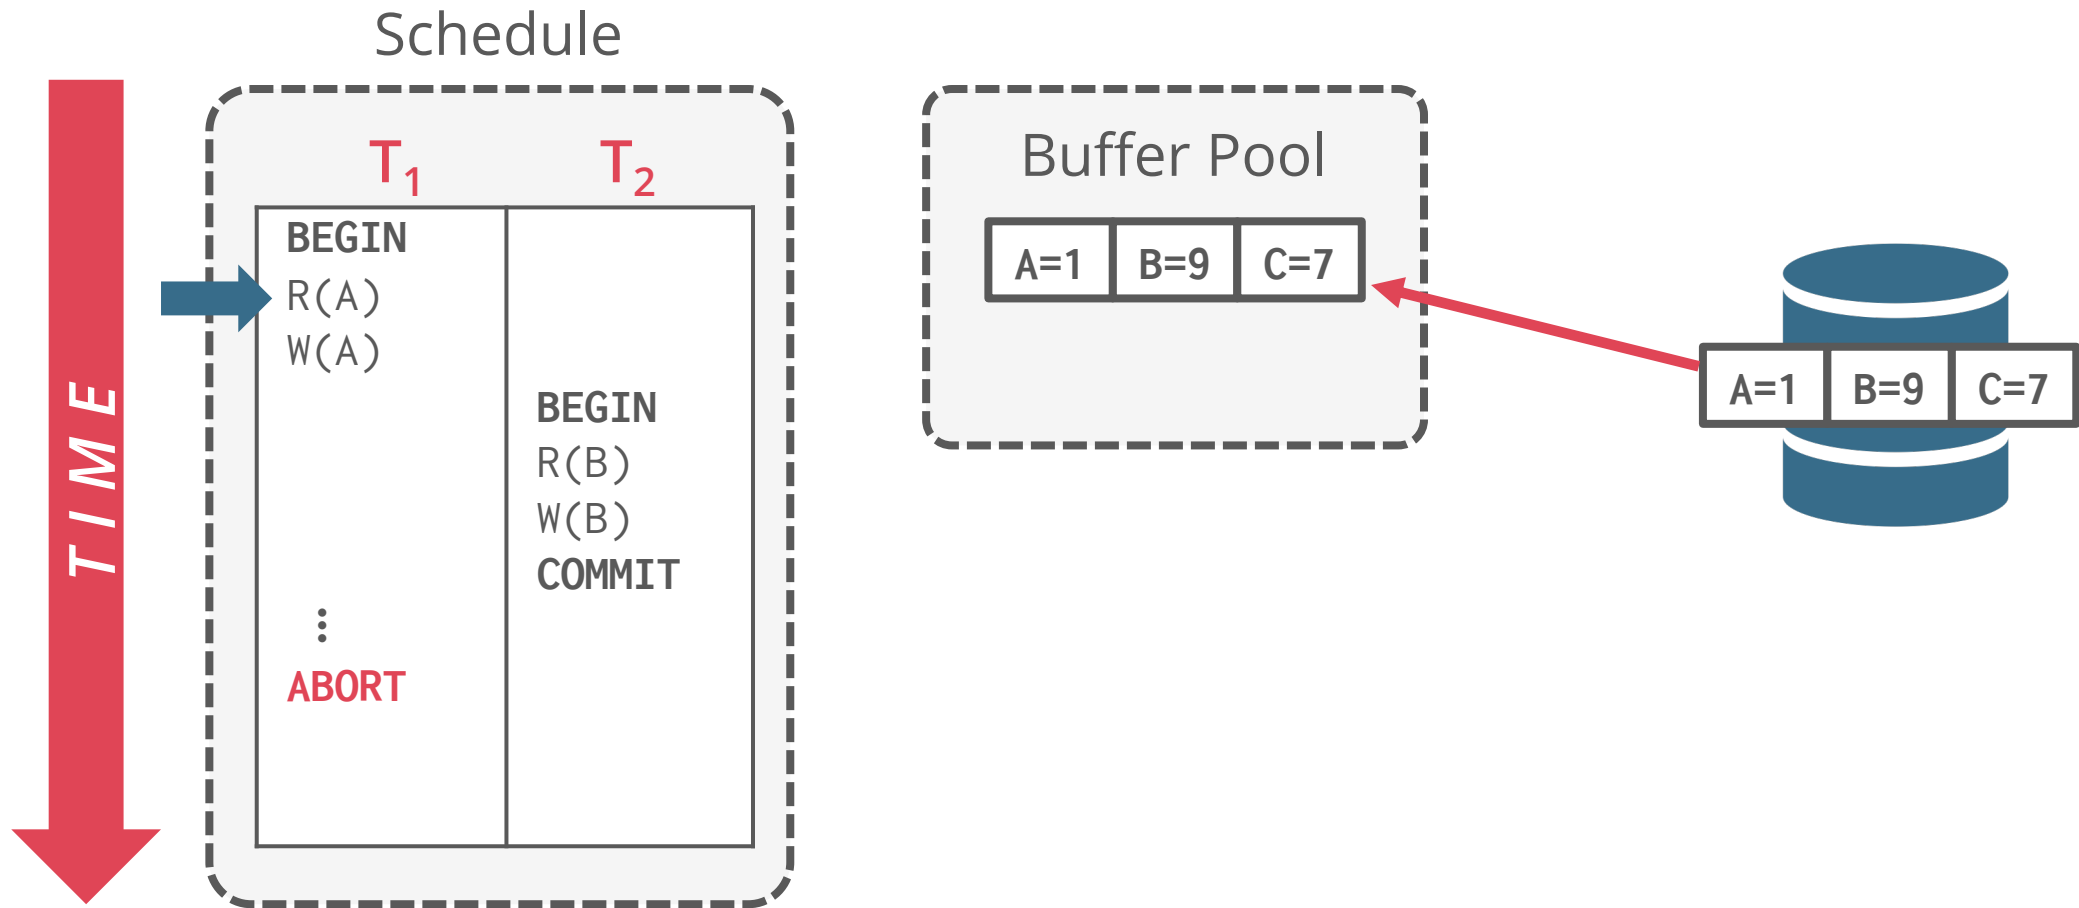 Schedule
TIME
T₁ T₂
BEGIN
R(A)
W(A)
BEGIN
R(B)
W(B)
COMMIT
⋮
ABORT
Buffer Pool
A=1 B=9 C=7
A=1 B=9 C=7